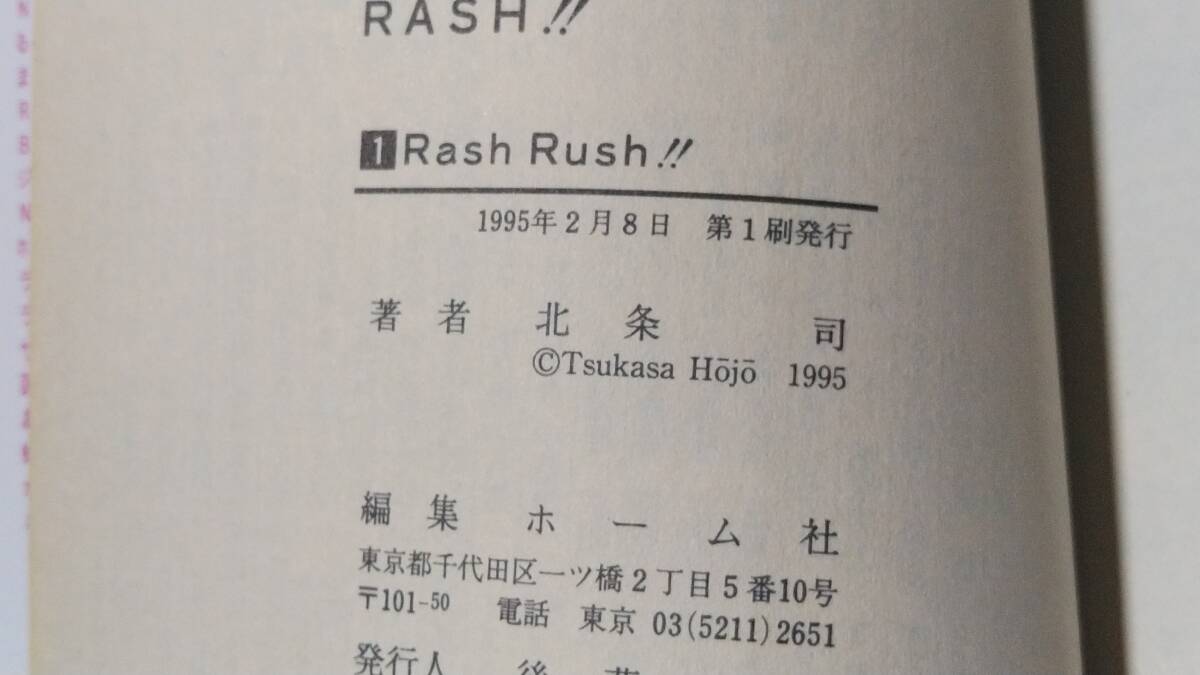 RASH!!
1 Rash Rush!!
1995年2月8日　第1刷発行
著者　北条　司
©Tsukasa Hōjō 1995
編集　ホーム社
東京都千代田区一ツ橋2丁目5番10号
〒101-50　電話　東京 03(5211)2651
発行人　後